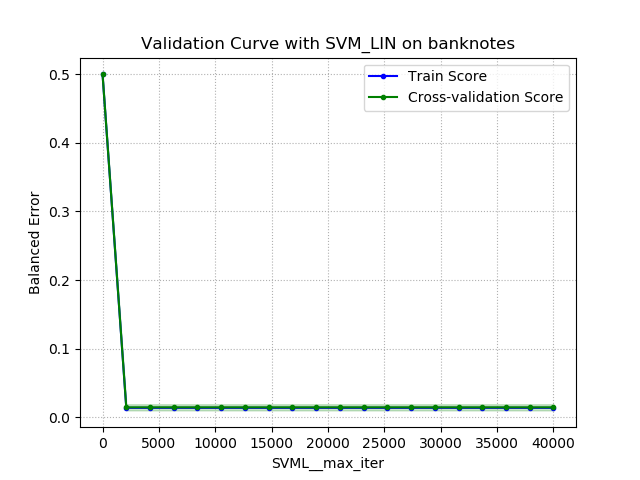 Validation Curve with SVM_LIN on banknotes
Train Score
Cross-validation Score
Balanced Error
0.5
0.4
0.3
0.2
0.1
0.0
0 5000 10000 15000 20000 25000 30000 35000 40000
SVML__max_iter